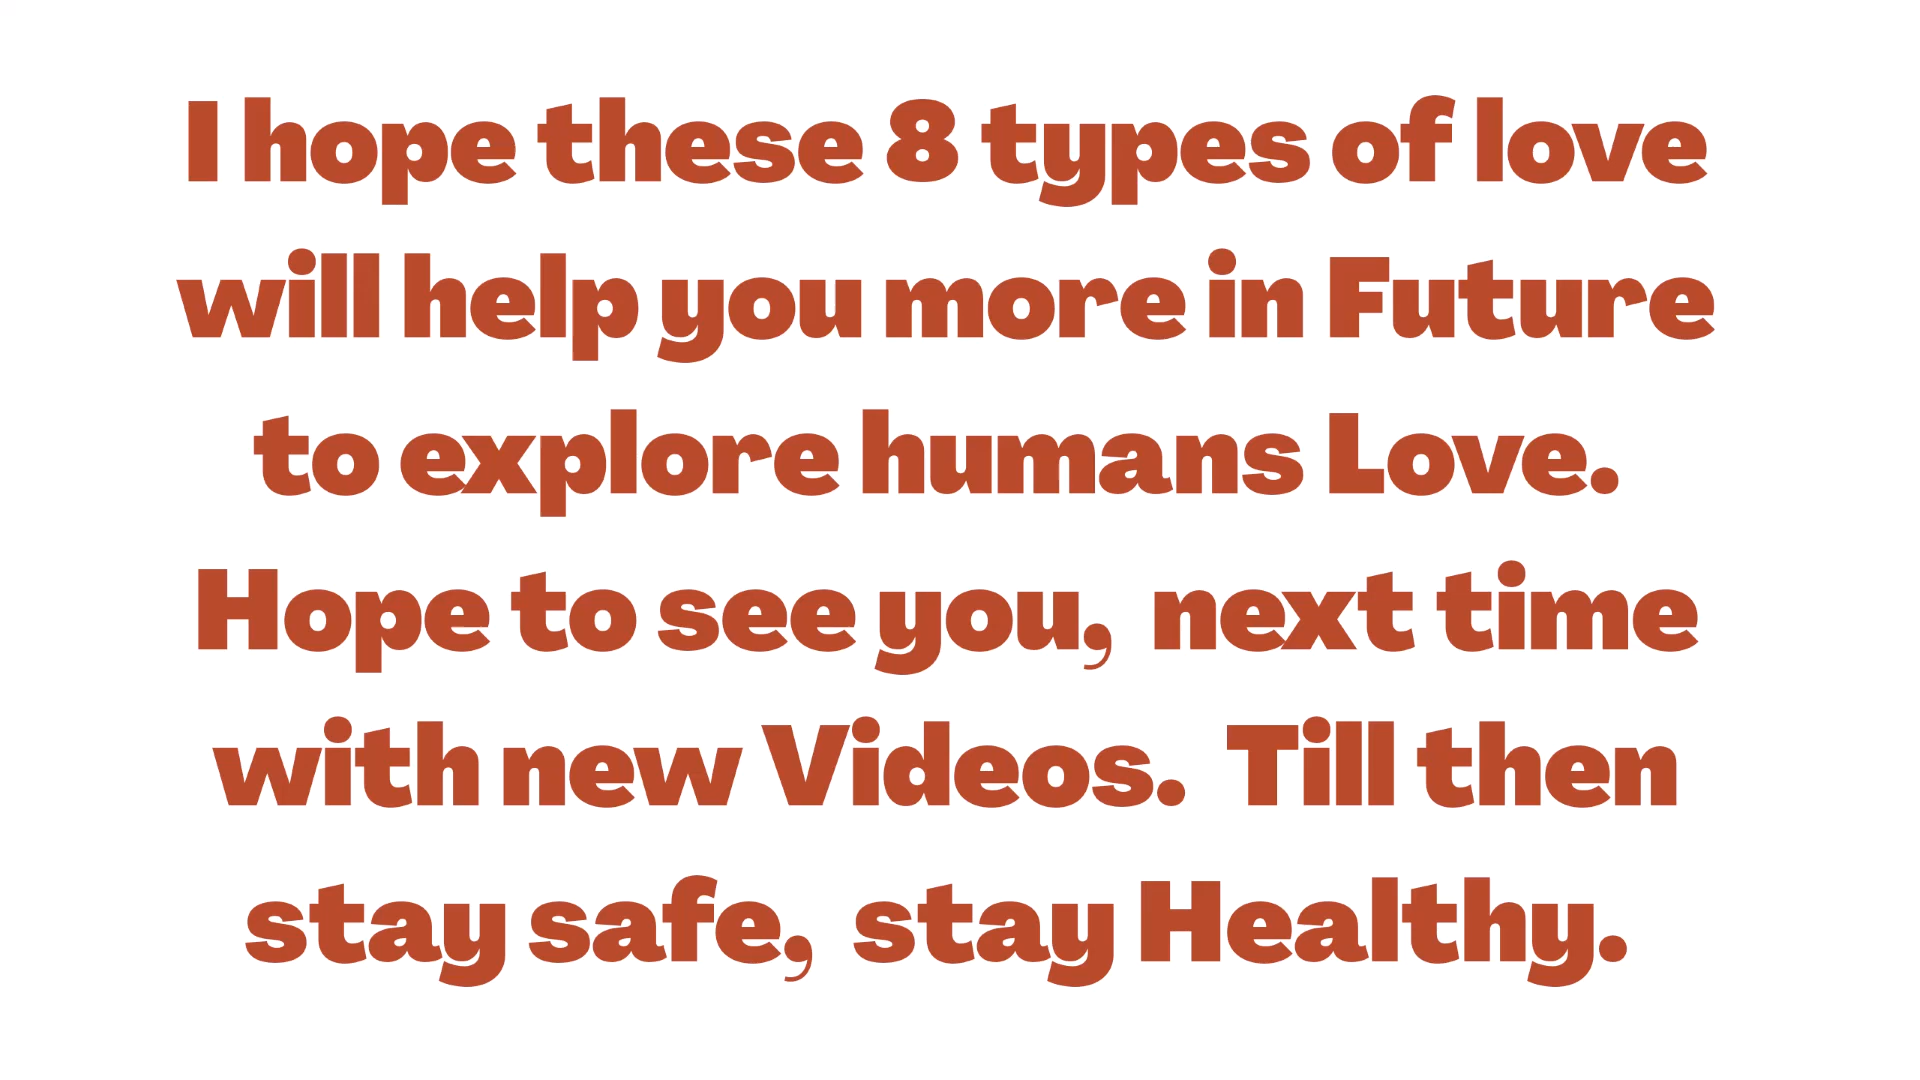 I hope these 8 types of love
will help you more in Future
to explore humans Love.
Hope to see you, next time
with new Videos. Till then
stay safe, stay Healthy.